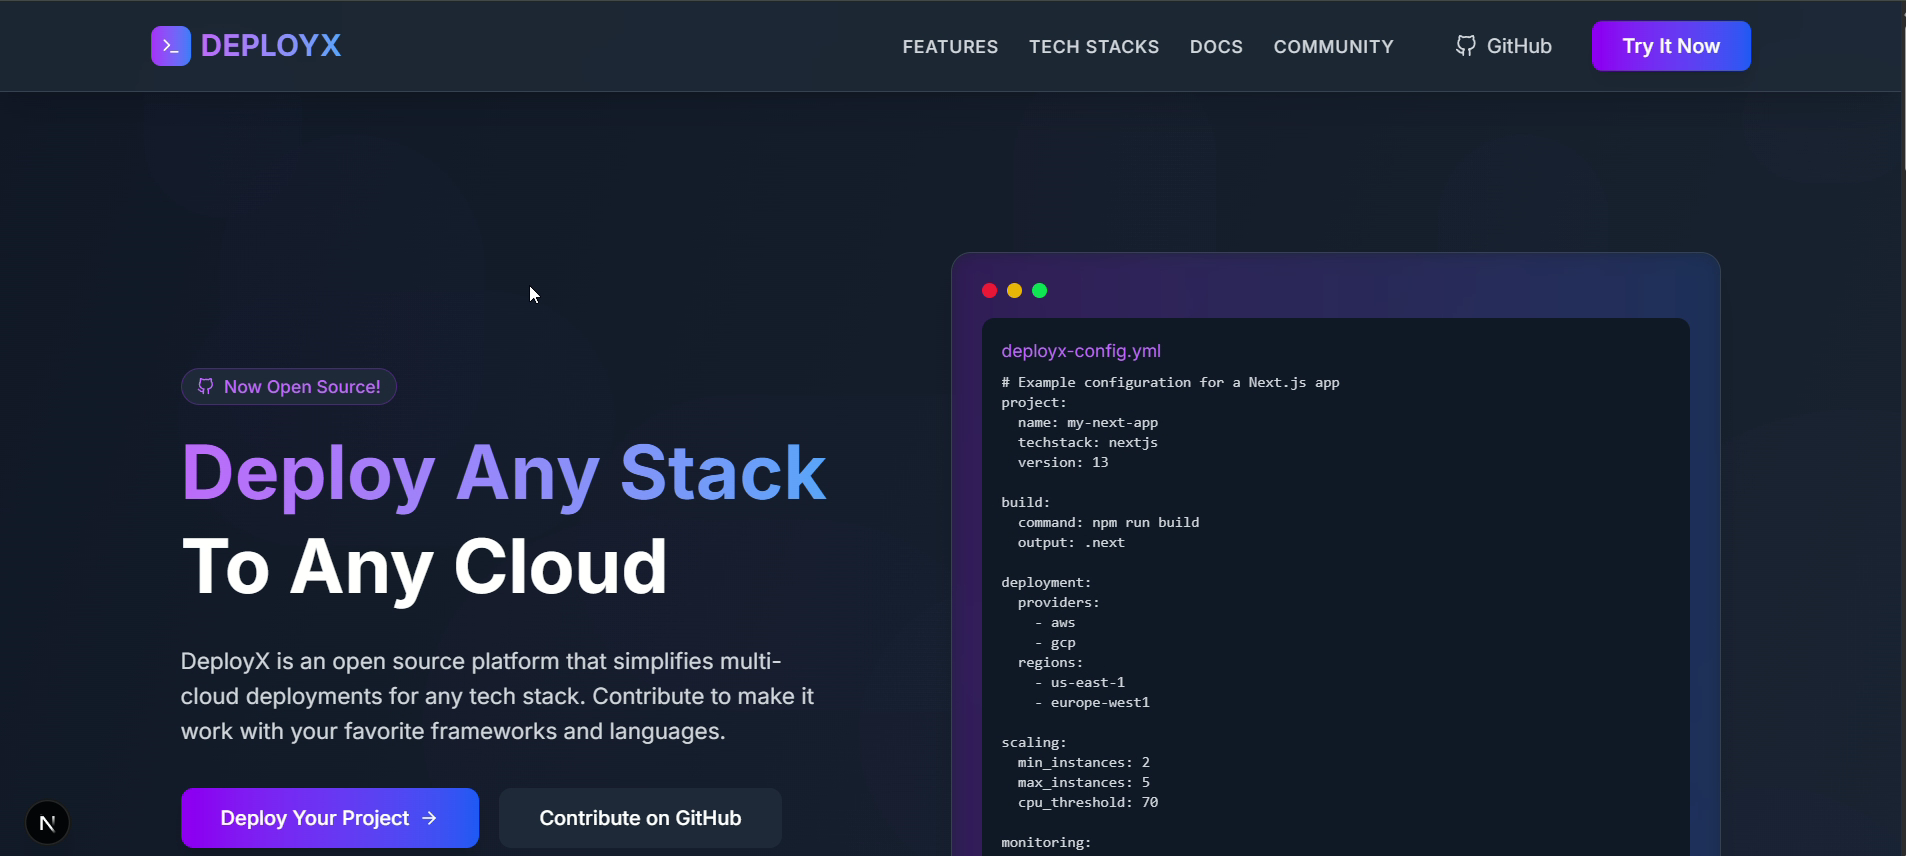 DEPLOYX
FEATURES TECH STACKS DOCS COMMUNITY GitHub Try It Now
Now Open Source!
Deploy Any Stack
To Any Cloud
DeployX is an open source platform that simplifies multi-
cloud deployments for any tech stack. Contribute to make it
work with your favorite frameworks and languages.
Deploy Your Project →
Contribute on GitHub
deployx-config.yml
# Example configuration for a Next.js app
project:
  name: my-next-app
  techstack: nextjs
  version: 13
build:
  command: npm run build
  output: .next
deployment:
  providers:
    - aws
    - gcp
  regions:
    - us-east-1
    - europe-west1
scaling:
  min_instances: 2
  max_instances: 5
  cpu_threshold: 70
monitoring:
N